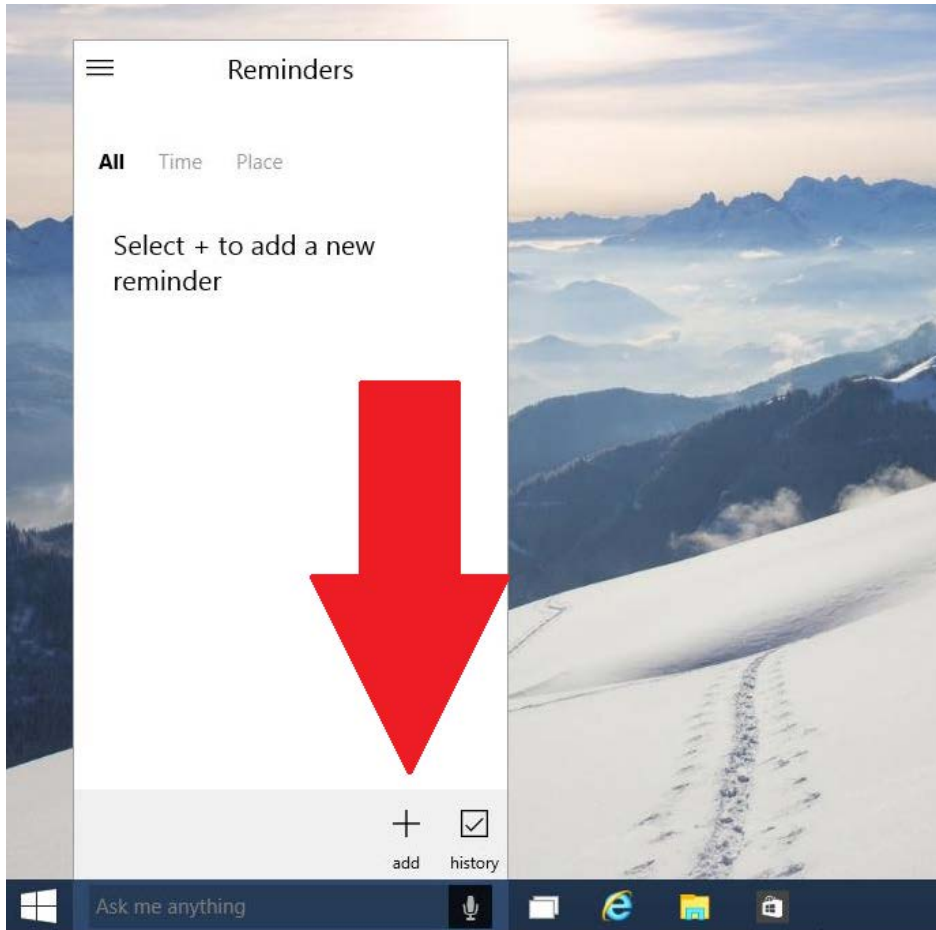 Reminders
All Time Place
Select + to add a new
reminder
add history
Ask me anything